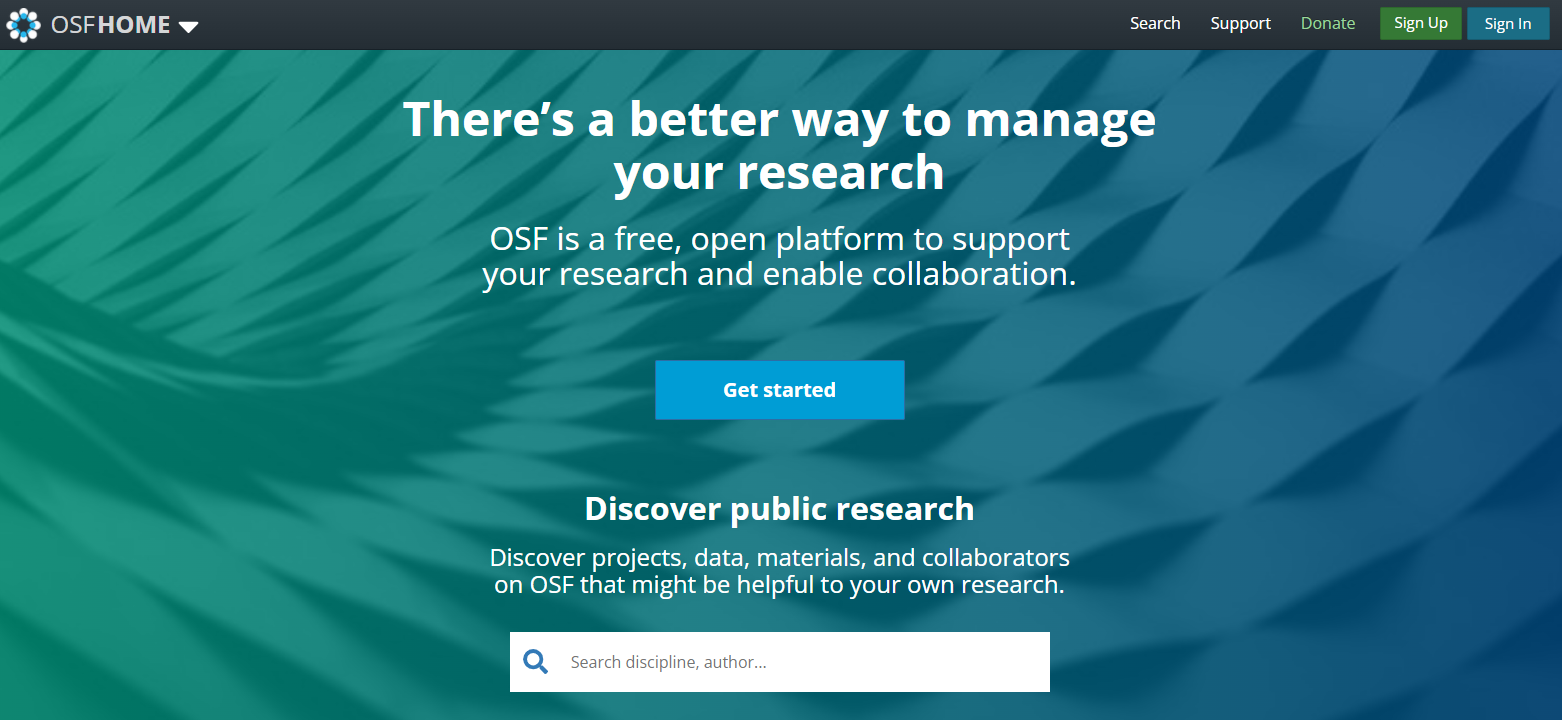 OSFHOME
Search
Support
Donate
Sign Up
Sign In
There’s a better way to manage
your research
OSF is a free, open platform to support
your research and enable collaboration.
Get started
Discover public research
Discover projects, data, materials, and collaborators
on OSF that might be helpful to your own research.
Search discipline, author...